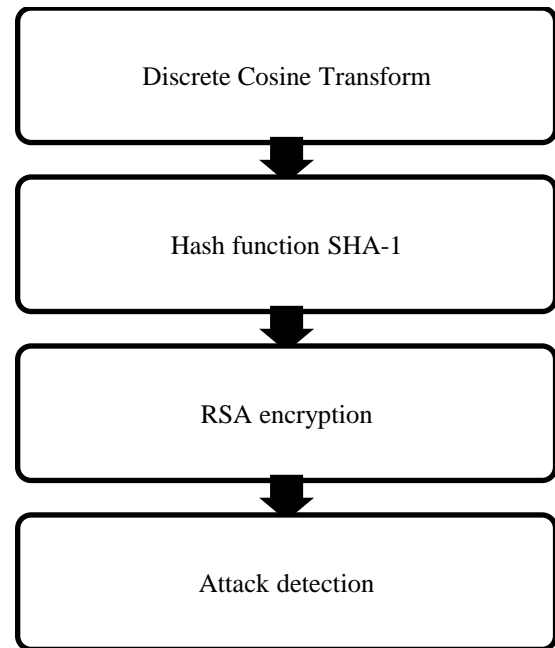 Discrete Cosine Transform
Hash function SHA-1
RSA encryption
Attack detection